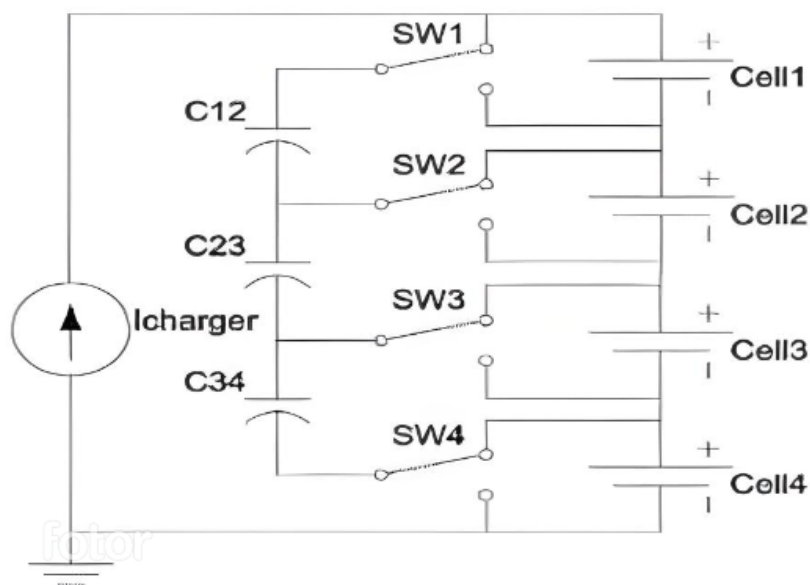 SW1
Cell1
C12
SW2
Cell2
C23
SW3
Icharger
Cell3
C34
SW4
Cell4
fotor